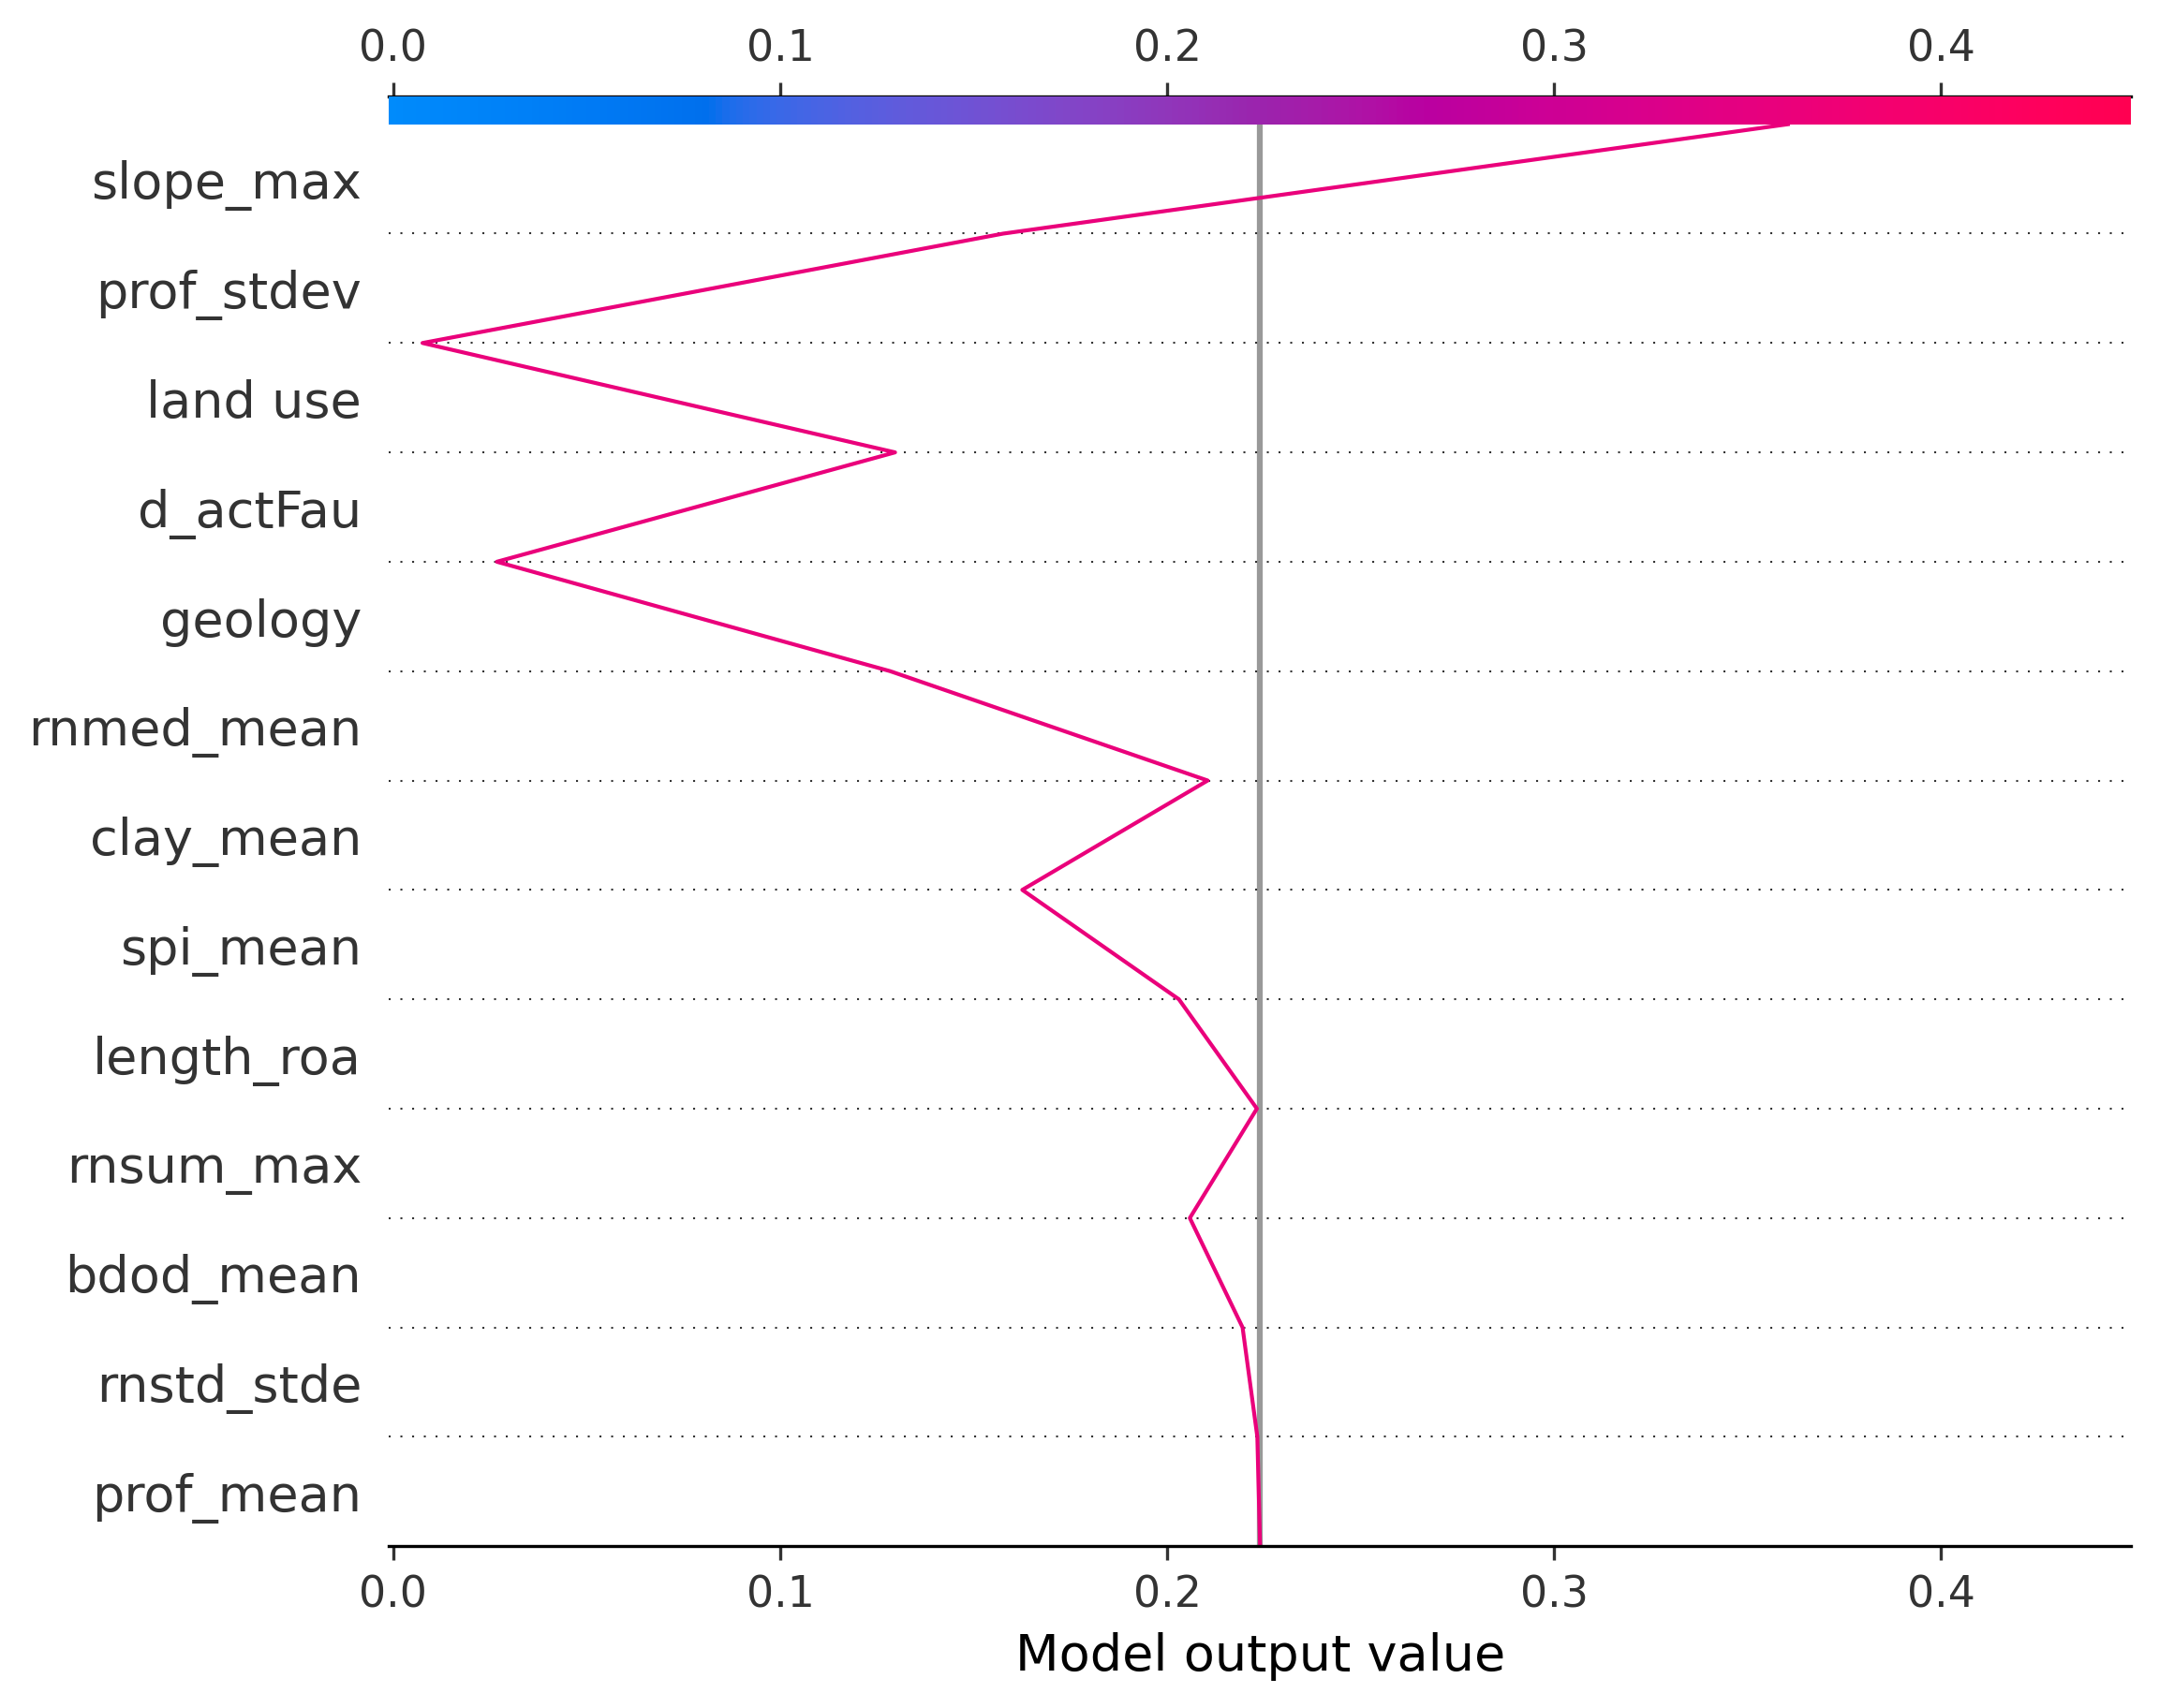 0.0 0.1 0.2 0.3 0.4
slope_max
prof_stdev
land use
d_actFau
geology
rnmed_mean
clay_mean
spi_mean
length_roa
rnsum_max
bdod_mean
rnstd_stde
prof_mean
0.0 0.1 0.2 0.3 0.4
Model output value